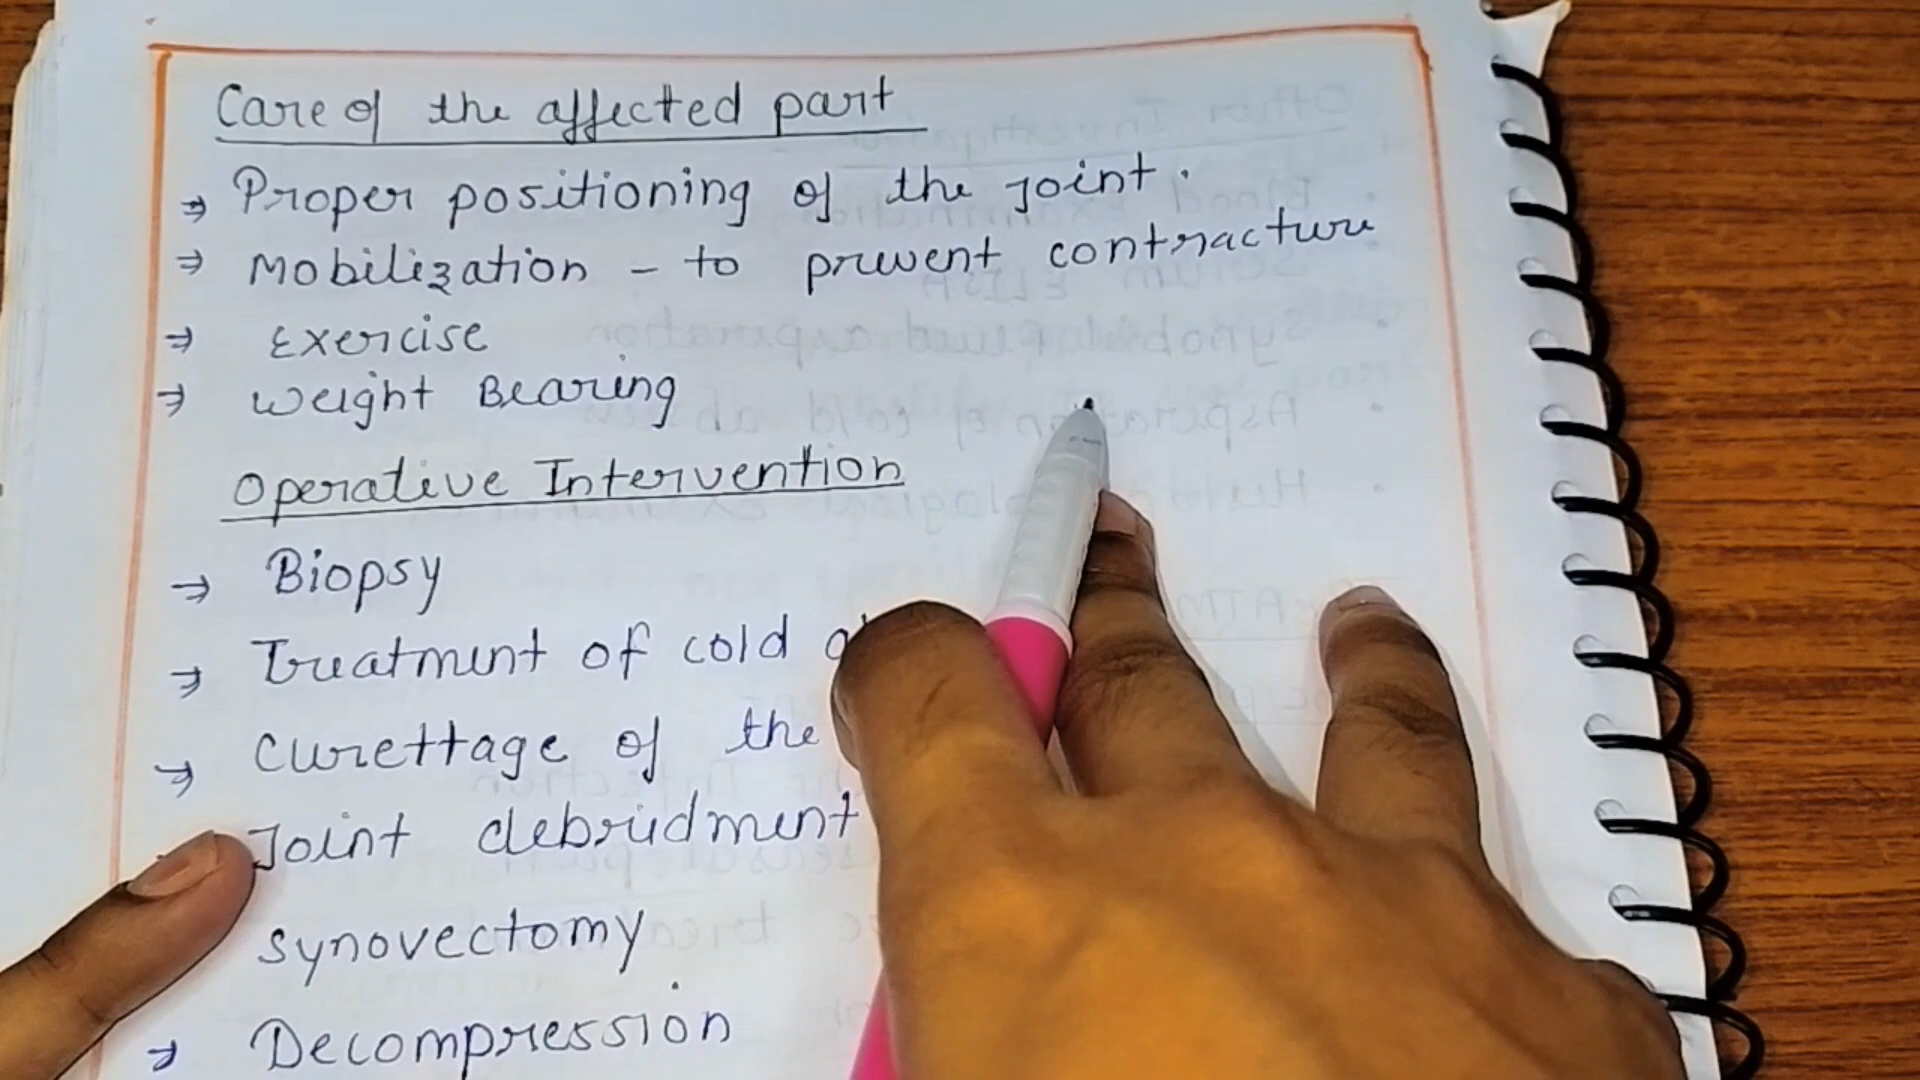 Care of the affected part
⇒ Proper positioning of the joint.
⇒ Mobilization - to prevent contracture
⇒ Exercise
⇒ Weight Bearing
Operative Intervention
⇒ Biopsy
⇒ Treatment of cold
⇒ Curettage of the
Joint debridment
Synovectomy
⇒ Decompression